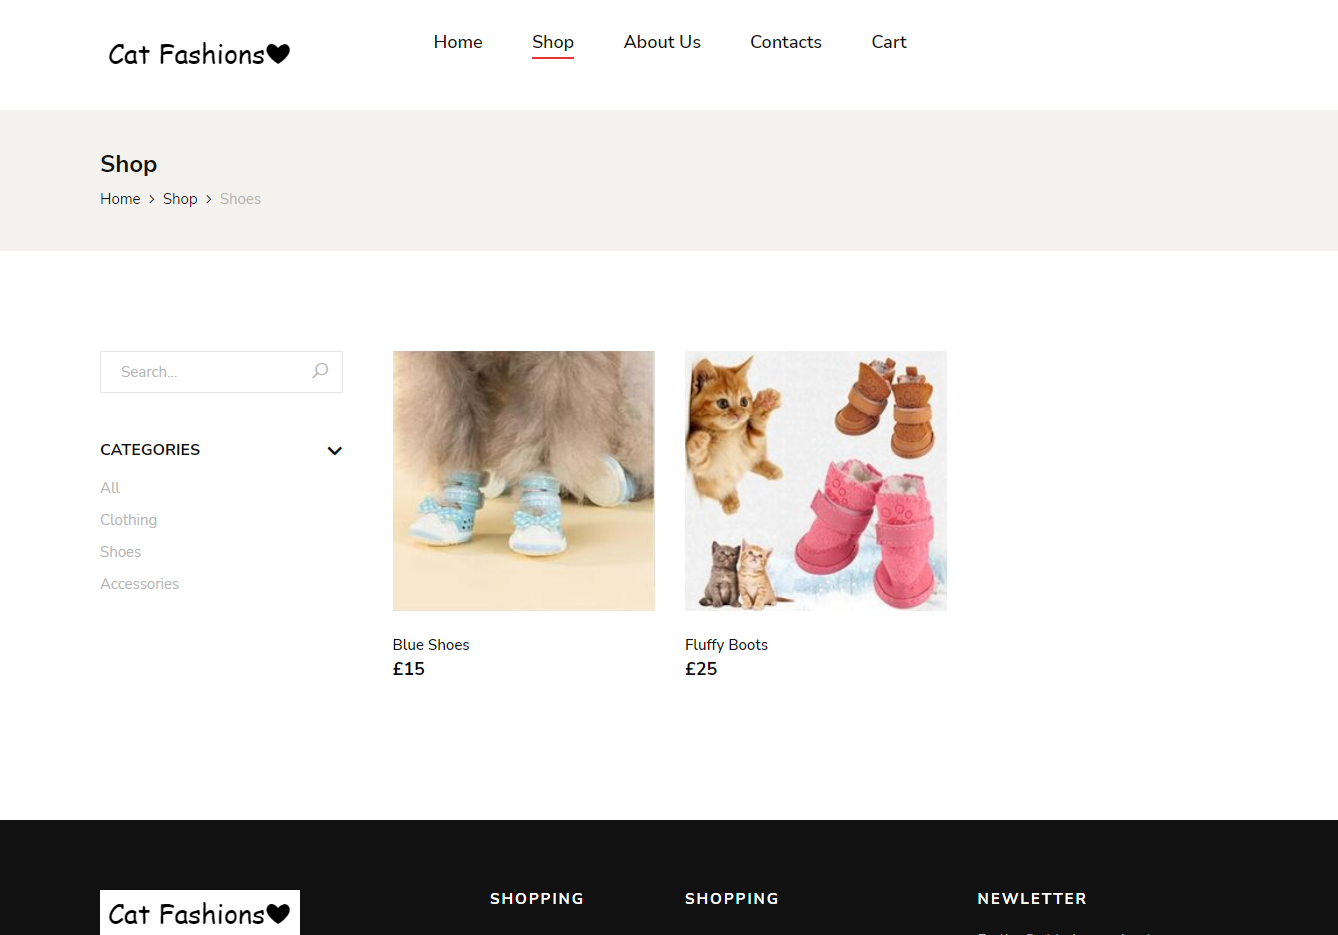 Cat Fashions
Home Shop About Us Contacts Cart
Shop
Home > Shop > Shoes
Search...
CATEGORIES
All
Clothing
Shoes
Accessories
Blue Shoes
£15
Fluffy Boots
£25
Cat Fashions
SHOPPING
SHOPPING
NEWLETTER